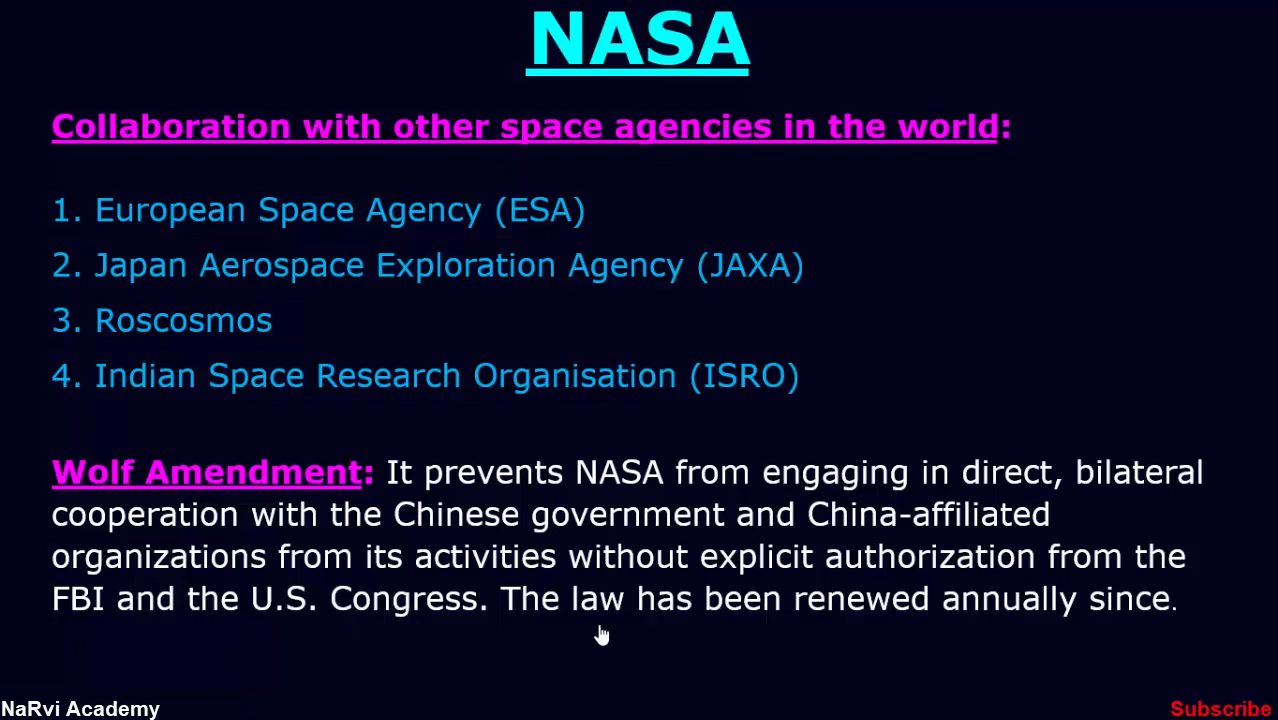 NASA
Collaboration with other space agencies in the world:
1. European Space Agency (ESA)
2. Japan Aerospace Exploration Agency (JAXA)
3. Roscosmos
4. Indian Space Research Organisation (ISRO)
Wolf Amendment: It prevents NASA from engaging in direct, bilateral
cooperation with the Chinese government and China-affiliated
organizations from its activities without explicit authorization from the
FBI and the U.S. Congress. The law has been renewed annually since.
NaRvi Academy
Subscribe